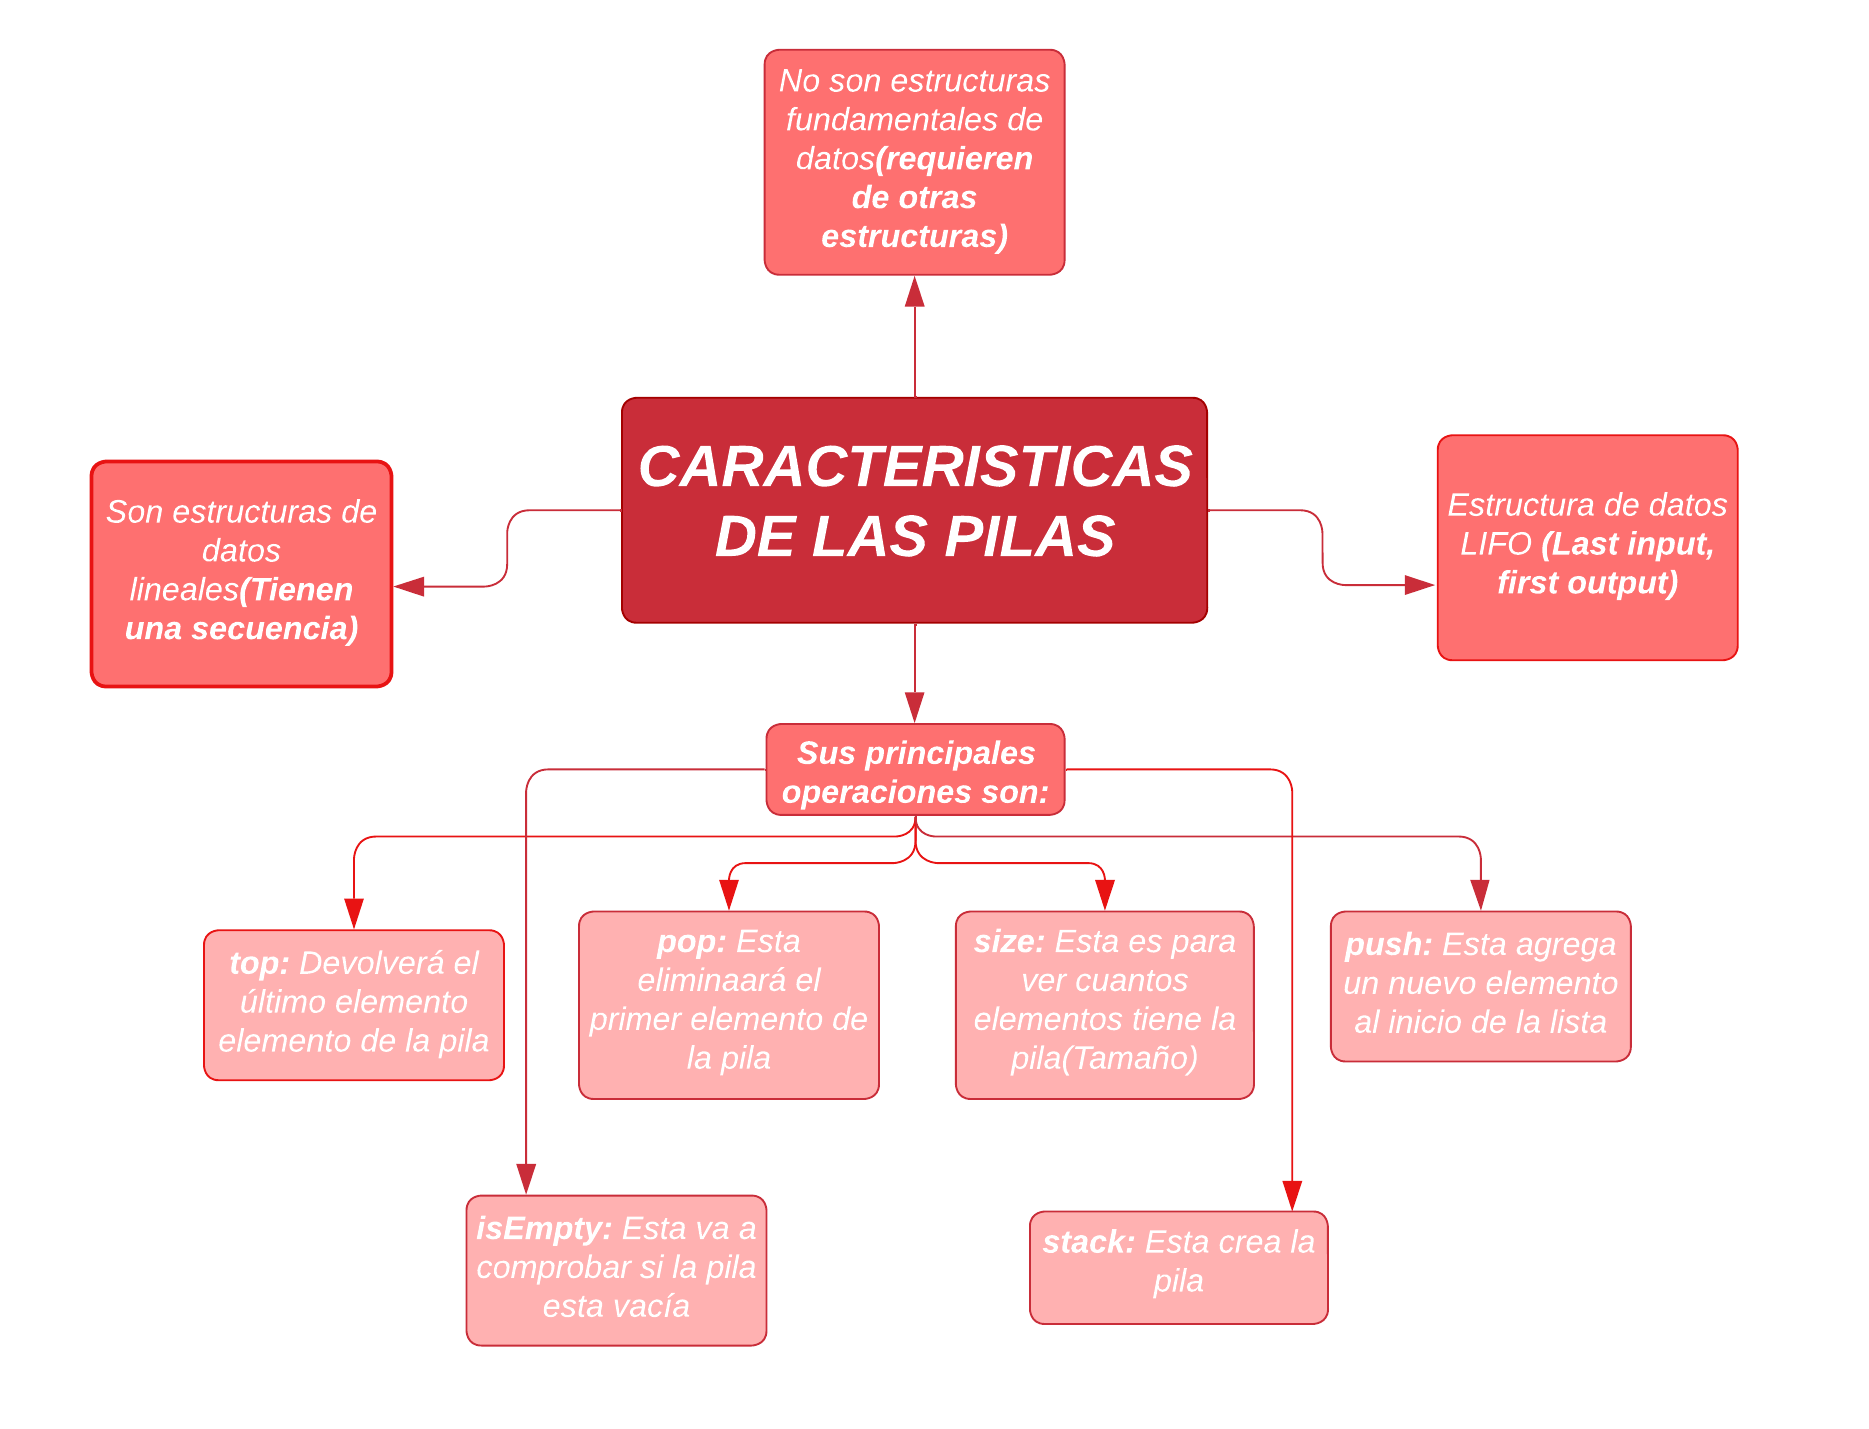 No son estructuras
fundamentales de
datos(requieren
de otras
estructuras)
CARACTERISTICAS
DE LAS PILAS
Son estructuras de
datos
lineales(Tienen
una secuencia)
Estructura de datos
LIFO (Last input,
first output)
Sus principales
operaciones son:
top: Devolverá el
último elemento
elemento de la pila
pop: Esta
eliminaará el
primer elemento de
la pila
size: Esta es para
ver cuantos
elementos tiene la
pila(Tamaño)
push: Esta agrega
un nuevo elemento
al inicio de la lista
isEmpty: Esta va a
comprobar si la pila
esta vacía
stack: Esta crea la
pila